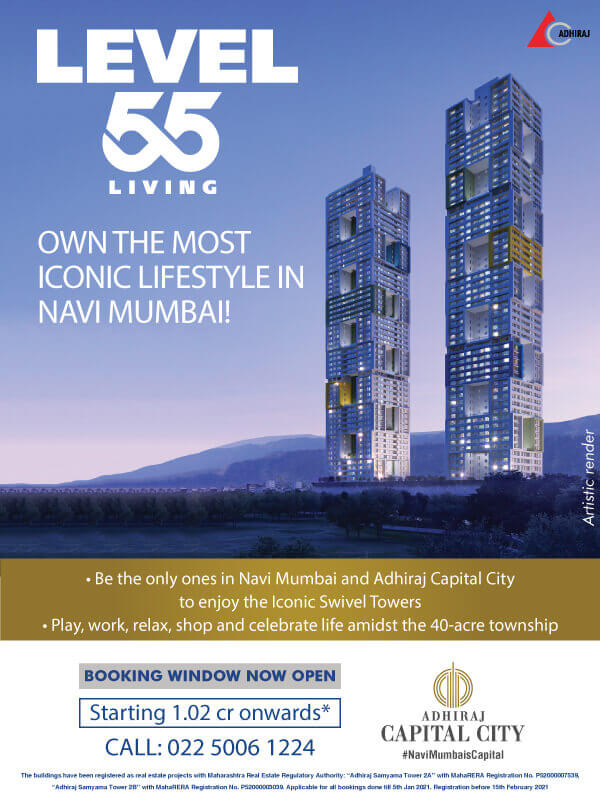 ADHIRAJ
LEVEL
55
LIVING
OWN THE MOST
ICONIC LIFESTYLE IN
NAVI MUMBAI!
Artistic render
• Be the only ones in Navi Mumbai and Adhiraj Capital City
to enjoy the Iconic Swivel Towers
• Play, work, relax, shop and celebrate life amidst the 40-acre township
BOOKING WINDOW NOW OPEN
Starting 1.02 cr onwards*
CALL: 022 5006 1224
ADHIRAJ
CAPITAL CITY
#NaviMumbaisCapital
The buildings have been registered as real estate projects with Maharashtra Real Estate Regulatory Authority: "Adhiraj Samyama Tower 2A" with MahaRERA Registration No. P52000007539,
"Adhiraj Samyama Tower 2B" with MahaRERA Registration No. P52000003039. Applicable for all bookings done till 5th Jan 2021. Registration before 15th February 2021